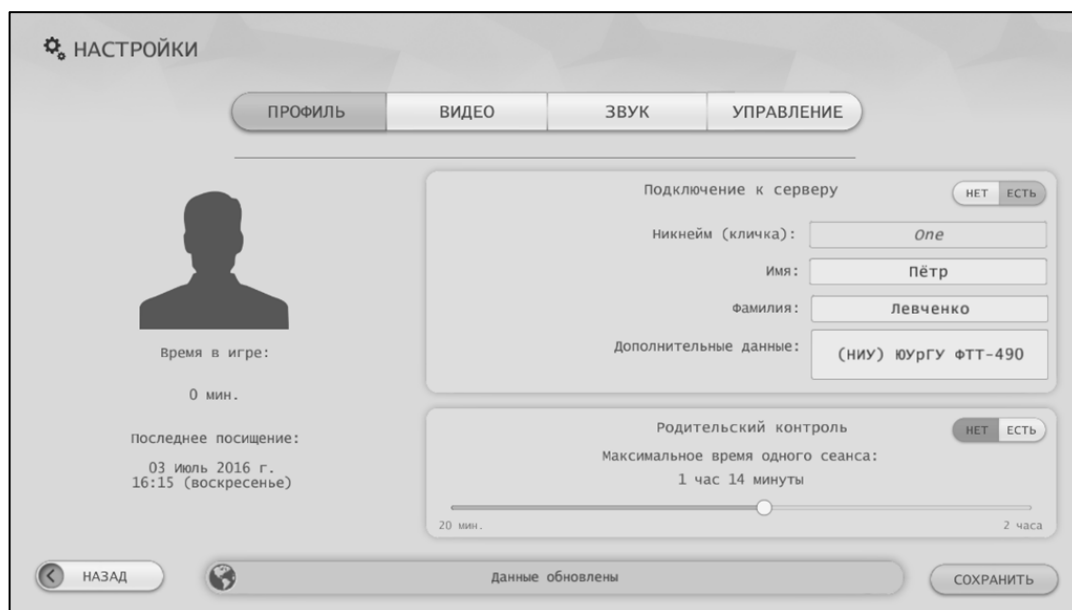 НАСТРОЙКИ
ПРОФИЛЬ ВИДЕО ЗВУК УПРАВЛЕНИЕ
Время в игре:
0 мин.
Последнее посищение:
03 Июль 2016 г.
16:15 (воскресенье)
Подключение к серверу НЕТ ЕСТЬ
Никнейм (кличка): One
Имя: Пётр
Фамилия: Левченко
Дополнительные данные: (НИУ) ЮУрГУ ФТТ-490
Родительский контроль НЕТ ЕСТЬ
Максимальное время одного сеанса:
1 час 14 минуты
20 мин. 2 часа
НАЗАД Данные обновлены СОХРАНИТЬ